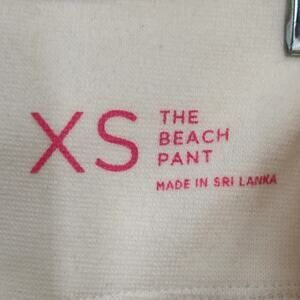 XS
THE
BEACH
PANT
MADE IN SRI LANKA